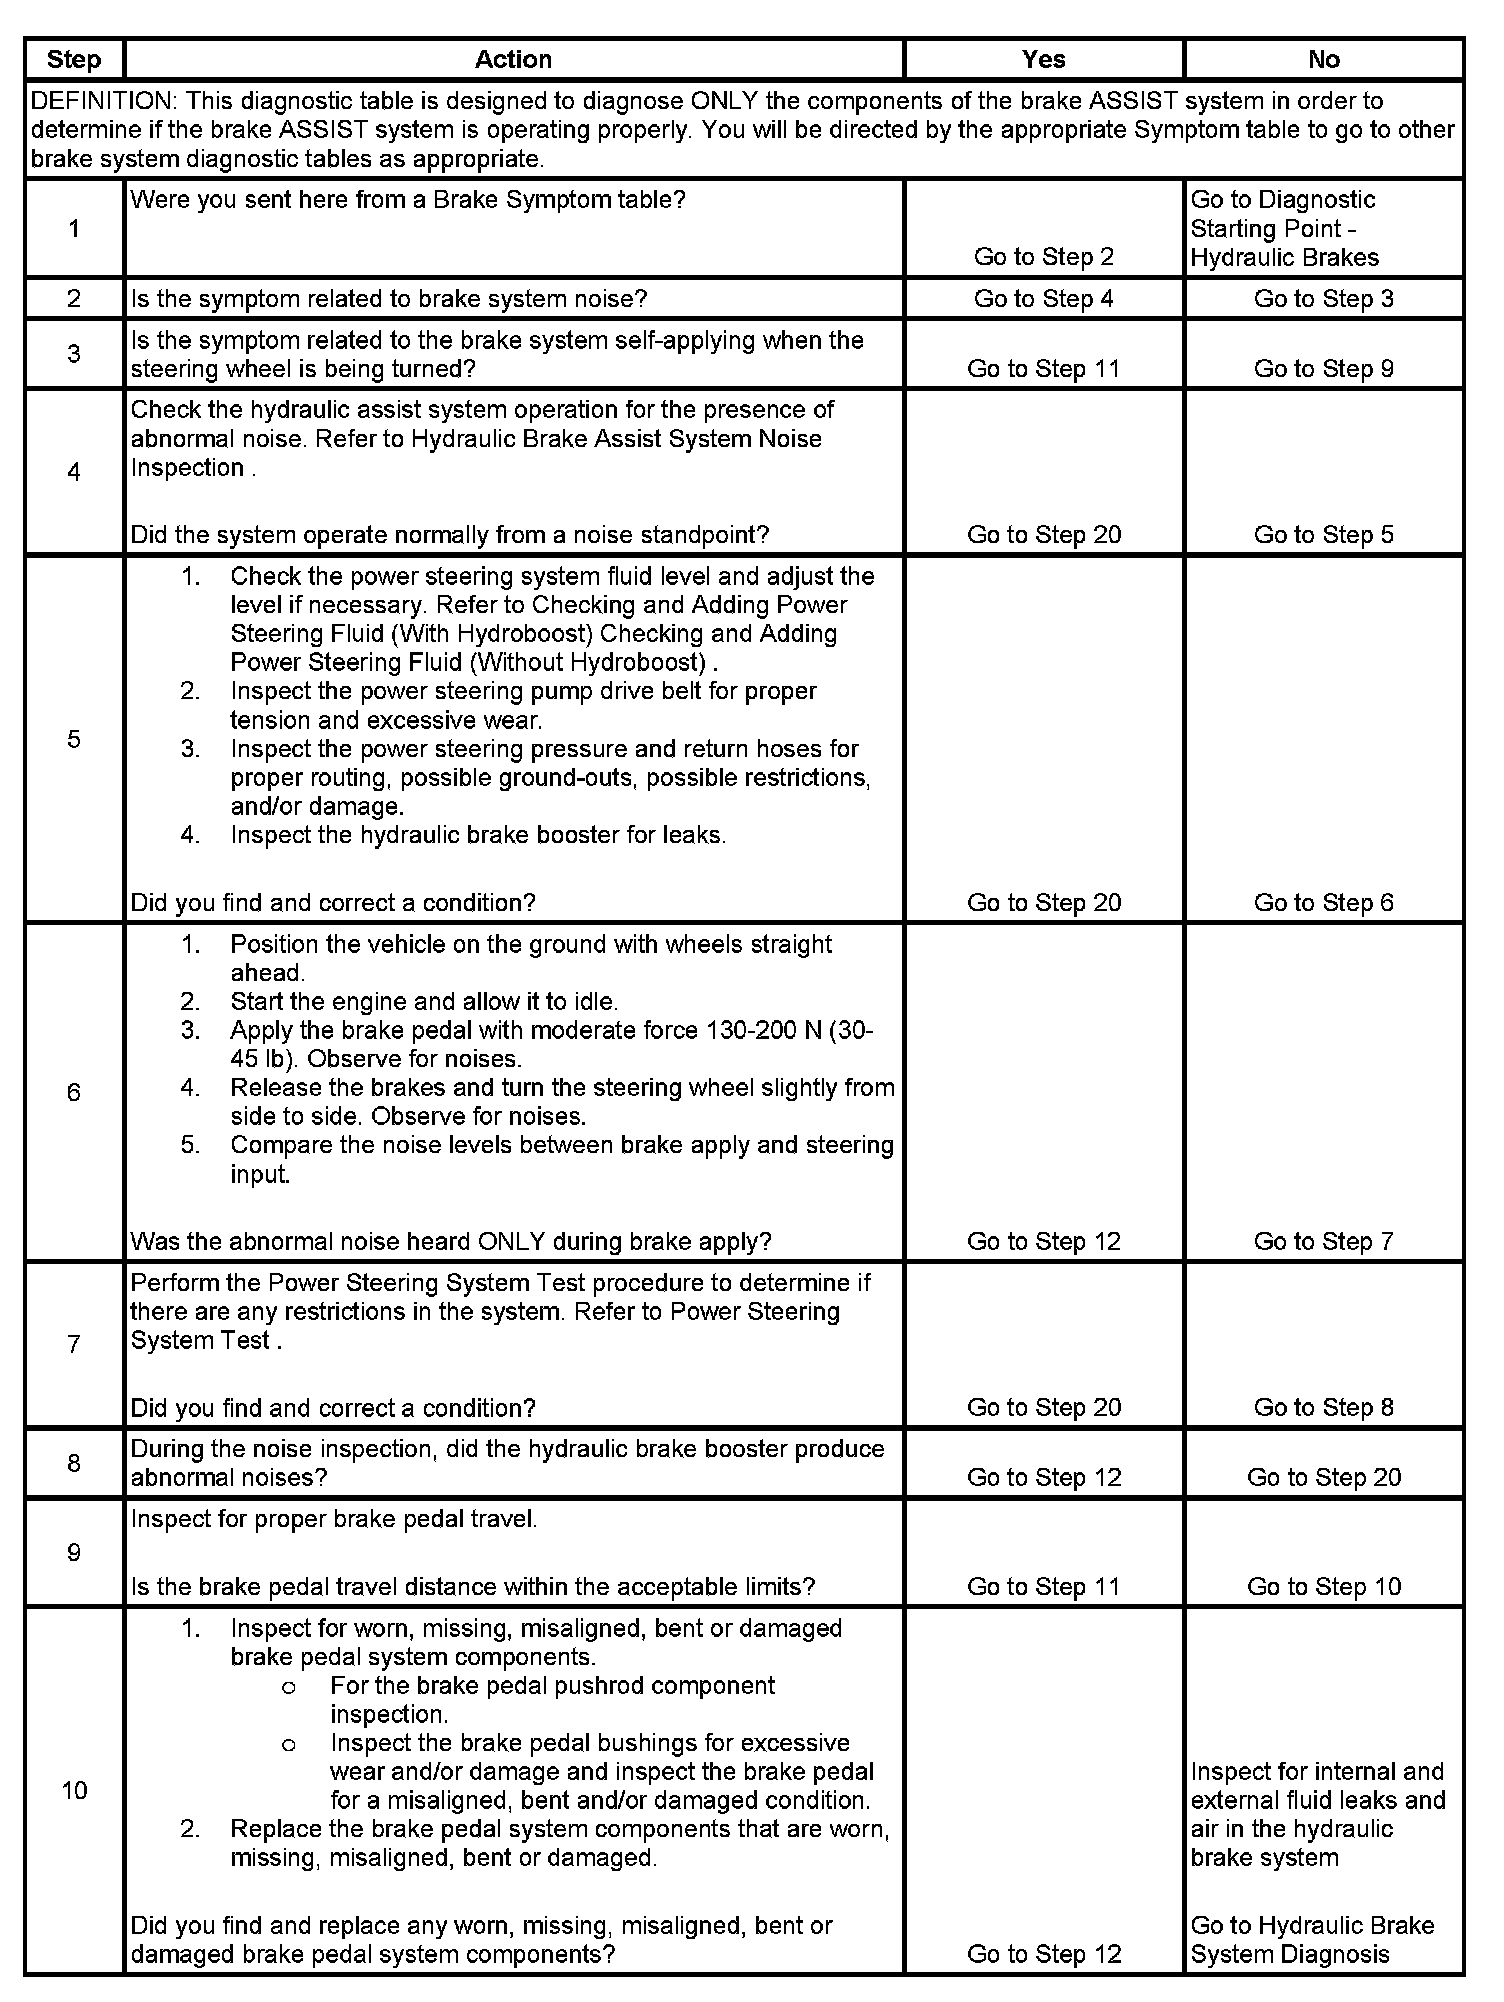 Step Action Yes No
DEFINITION: This diagnostic table is designed to diagnose ONLY the components of the brake ASSIST system in order to
determine if the brake ASSIST system is operating properly. You will be directed by the appropriate Symptom table to go to other
brake system diagnostic tables as appropriate.
1
Were you sent here from a Brake Symptom table?
Go to Step 2
Go to Diagnostic
Starting Point -
Hydraulic Brakes
2 Is the symptom related to brake system noise? Go to Step 4 Go to Step 3
3
Is the symptom related to the brake system self-applying when the
steering wheel is being turned?
Go to Step 11 Go to Step 9
4
Check the hydraulic assist system operation for the presence of
abnormal noise. Refer to Hydraulic Brake Assist System Noise
Inspection .
Did the system operate normally from a noise standpoint?
Go to Step 20 Go to Step 5
5
1. Check the power steering system fluid level and adjust the
level if necessary. Refer to Checking and Adding Power
Steering Fluid (With Hydroboost) Checking and Adding
Power Steering Fluid (Without Hydroboost) .
2. Inspect the power steering pump drive belt for proper
tension and excessive wear.
3. Inspect the power steering pressure and return hoses for
proper routing, possible ground-outs, possible restrictions,
and/or damage.
4. Inspect the hydraulic brake booster for leaks.
Did you find and correct a condition?
Go to Step 20 Go to Step 6
6
1. Position the vehicle on the ground with wheels straight
ahead.
2. Start the engine and allow it to idle.
3. Apply the brake pedal with moderate force 130-200 N (30-
45 lb). Observe for noises.
4. Release the brakes and turn the steering wheel slightly from
side to side. Observe for noises.
5. Compare the noise levels between brake apply and steering
input.
Was the abnormal noise heard ONLY during brake apply?
Go to Step 12 Go to Step 7
7
Perform the Power Steering System Test procedure to determine if
there are any restrictions in the system. Refer to Power Steering
System Test .
Did you find and correct a condition?
Go to Step 20 Go to Step 8
8
During the noise inspection, did the hydraulic brake booster produce
abnormal noises?
Go to Step 12 Go to Step 20
9
Inspect for proper brake pedal travel.
Is the brake pedal travel distance within the acceptable limits?
Go to Step 11 Go to Step 10
10
1. Inspect for worn, missing, misaligned, bent or damaged
brake pedal system components.
o For the brake pedal pushrod component
inspection.
o Inspect the brake pedal bushings for excessive
wear and/or damage and inspect the brake pedal
for a misaligned, bent and/or damaged condition.
2. Replace the brake pedal system components that are worn,
missing, misaligned, bent or damaged.
Did you find and replace any worn, missing, misaligned, bent or
damaged brake pedal system components?
Go to Step 12
Inspect for internal and
external fluid leaks and
air in the hydraulic
brake system
Go to Hydraulic Brake
System Diagnosis